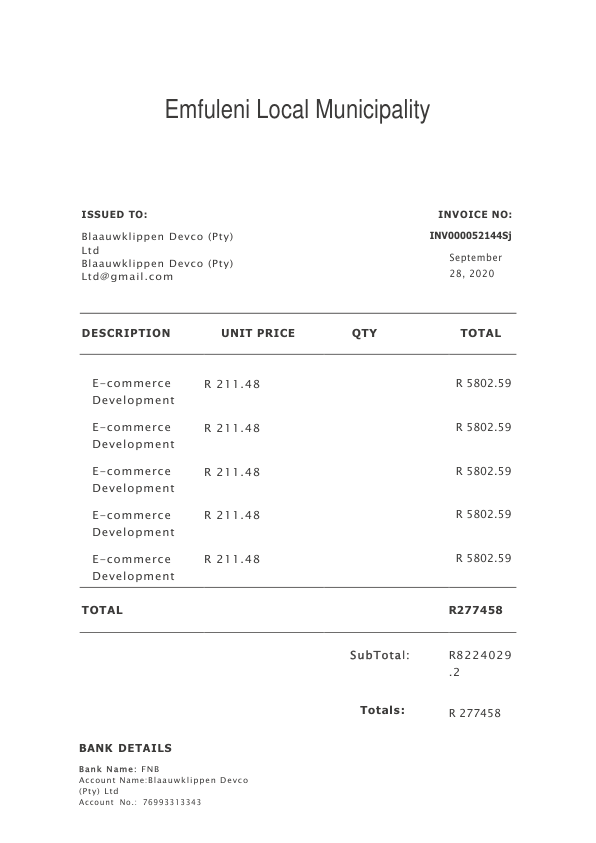 Emfuleni Local Municipality
ISSUED TO:
INVOICE NO:
Blaauwklippen Devco (Pty)
Ltd
Blaauwklippen Devco (Pty)
Ltd@gmail.com
INV000052144Sj
September
28, 2020
DESCRIPTION UNIT PRICE QTY TOTAL
E-commerce R 211.48 R 5802.59
Development
E-commerce R 211.48 R 5802.59
Development
E-commerce R 211.48 R 5802.59
Development
E-commerce R 211.48 R 5802.59
Development
E-commerce R 211.48 R 5802.59
Development
TOTAL R277458
SubTotal: R8224029
.2
Totals: R 277458
BANK DETAILS
Bank Name: FNB
Account Name:Blaauwklippen Devco
(Pty) Ltd
Account No.: 76993313343